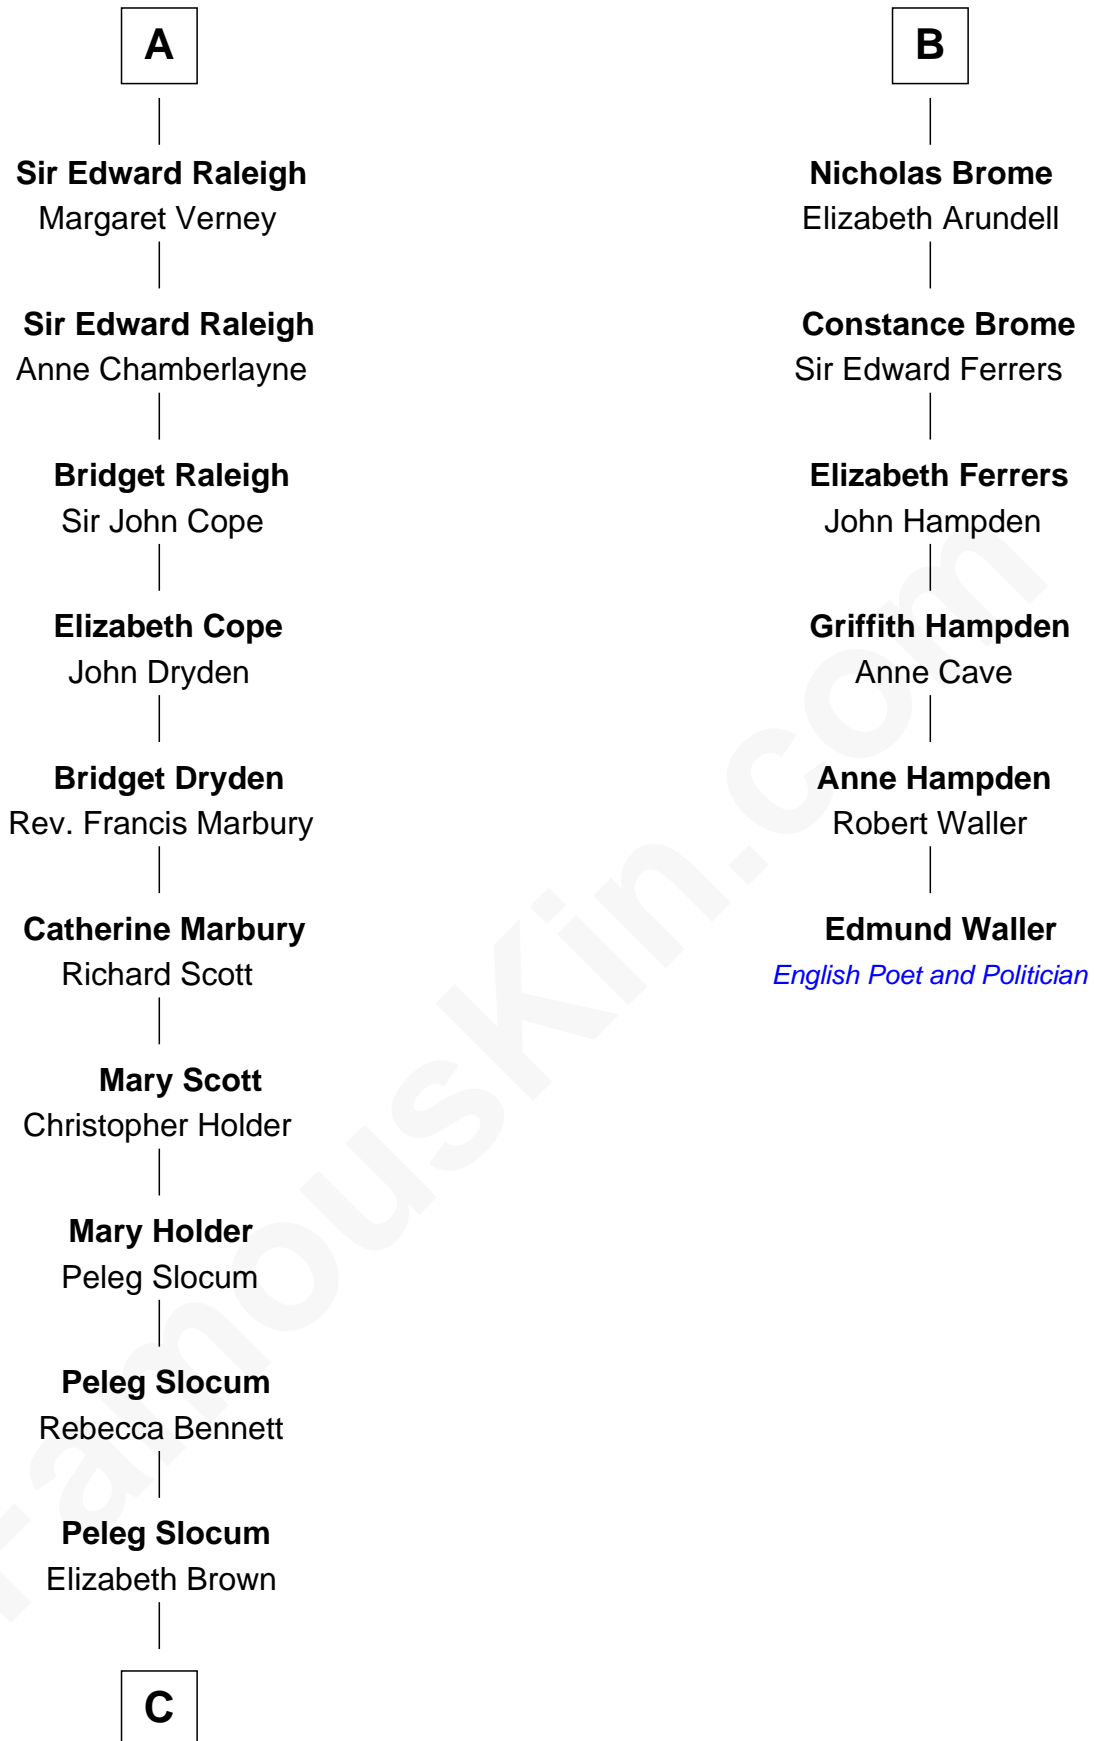 A
Sir Edward Raleigh
Margaret Verney
Sir Edward Raleigh
Anne Chamberlayne
Bridget Raleigh
Sir John Cope
Elizabeth Cope
John Dryden
Bridget Dryden
Rev. Francis Marbury
Catherine Marbury
Richard Scott
Mary Scott
Christopher Holder
Mary Holder
Peleg Slocum
Peleg Slocum
Rebecca Bennett
Peleg Slocum
Elizabeth Brown
C
B
Nicholas Brome
Elizabeth Arundell
Constance Brome
Sir Edward Ferrers
Elizabeth Ferrers
John Hampden
Griffith Hampden
Anne Cave
Anne Hampden
Robert Waller
Edmund Waller
English Poet and Politician
FamousKin.com